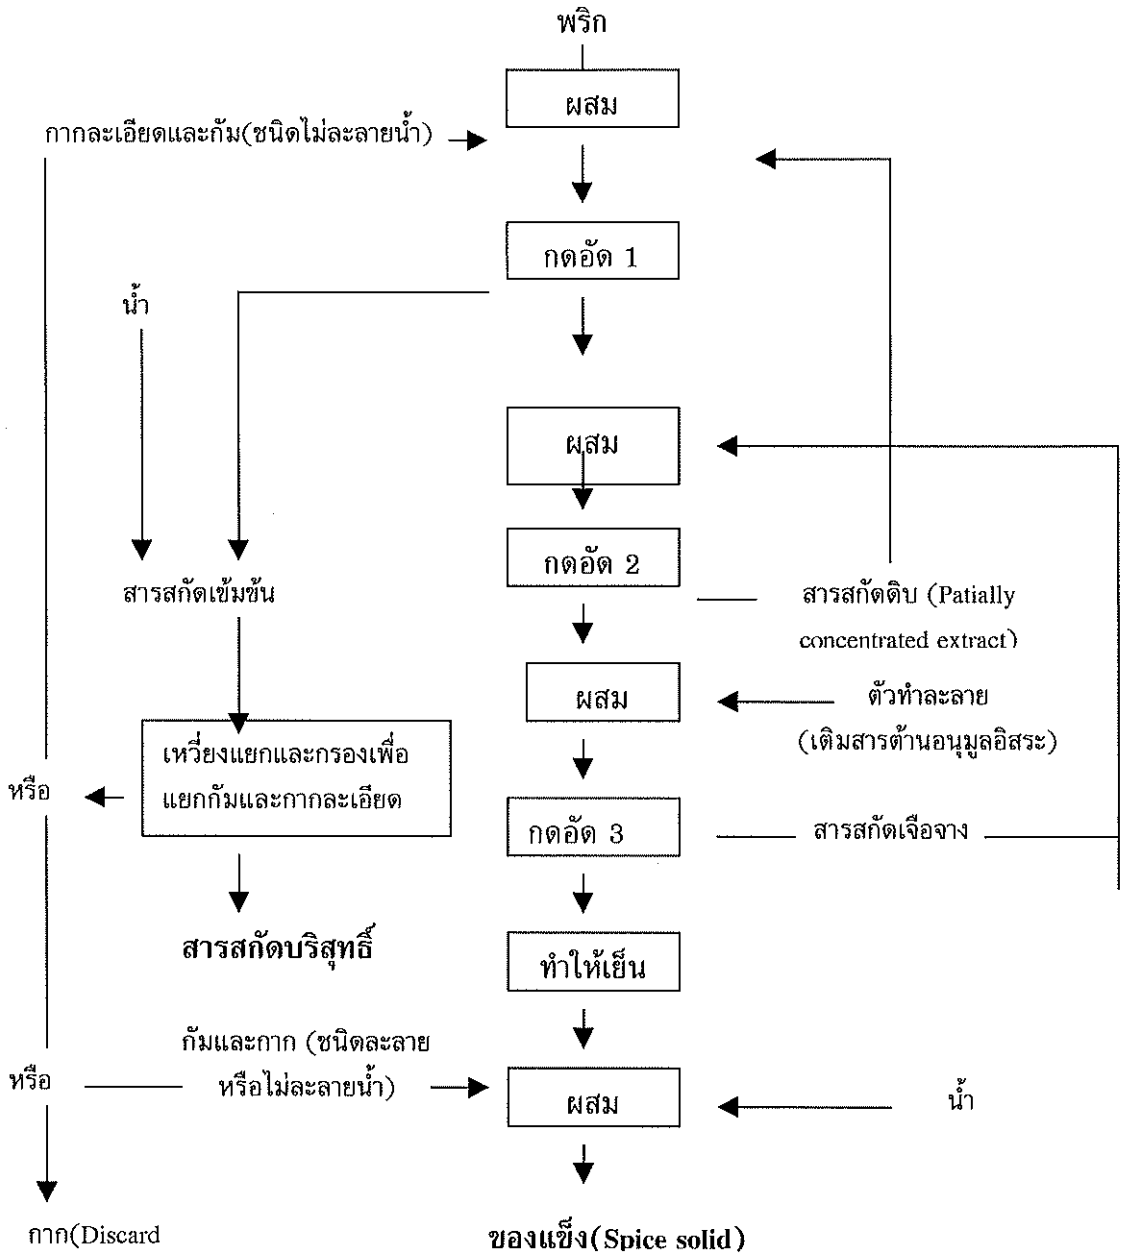 พริก
ผสม
กากละเอียดและกัม(ชนิดไม่ละลายน้ำ)
กดอัด 1
น้ำ
ผสม
กดอัด 2
สารสกัดเข้มข้น
สารสกัดดิบ (Patially
concentrated extract)
ผสม
ตัวทำละลาย
(เติมสารต้านอนุมูลอิสระ)
เหวี่ยงแยกและกรองเพื่อ
แยกกัมและกากละเอียด
หรือ
กดอัด 3
สารสกัดเจือจาง
สารสกัดบริสุทธิ์
ทำให้เย็น
กัมและกาก (ชนิดละลาย
หรือไม่ละลายน้ำ)
หรือ
ผสม
น้ำ
กาก(Discard
ของแข็ง(Spice solid)